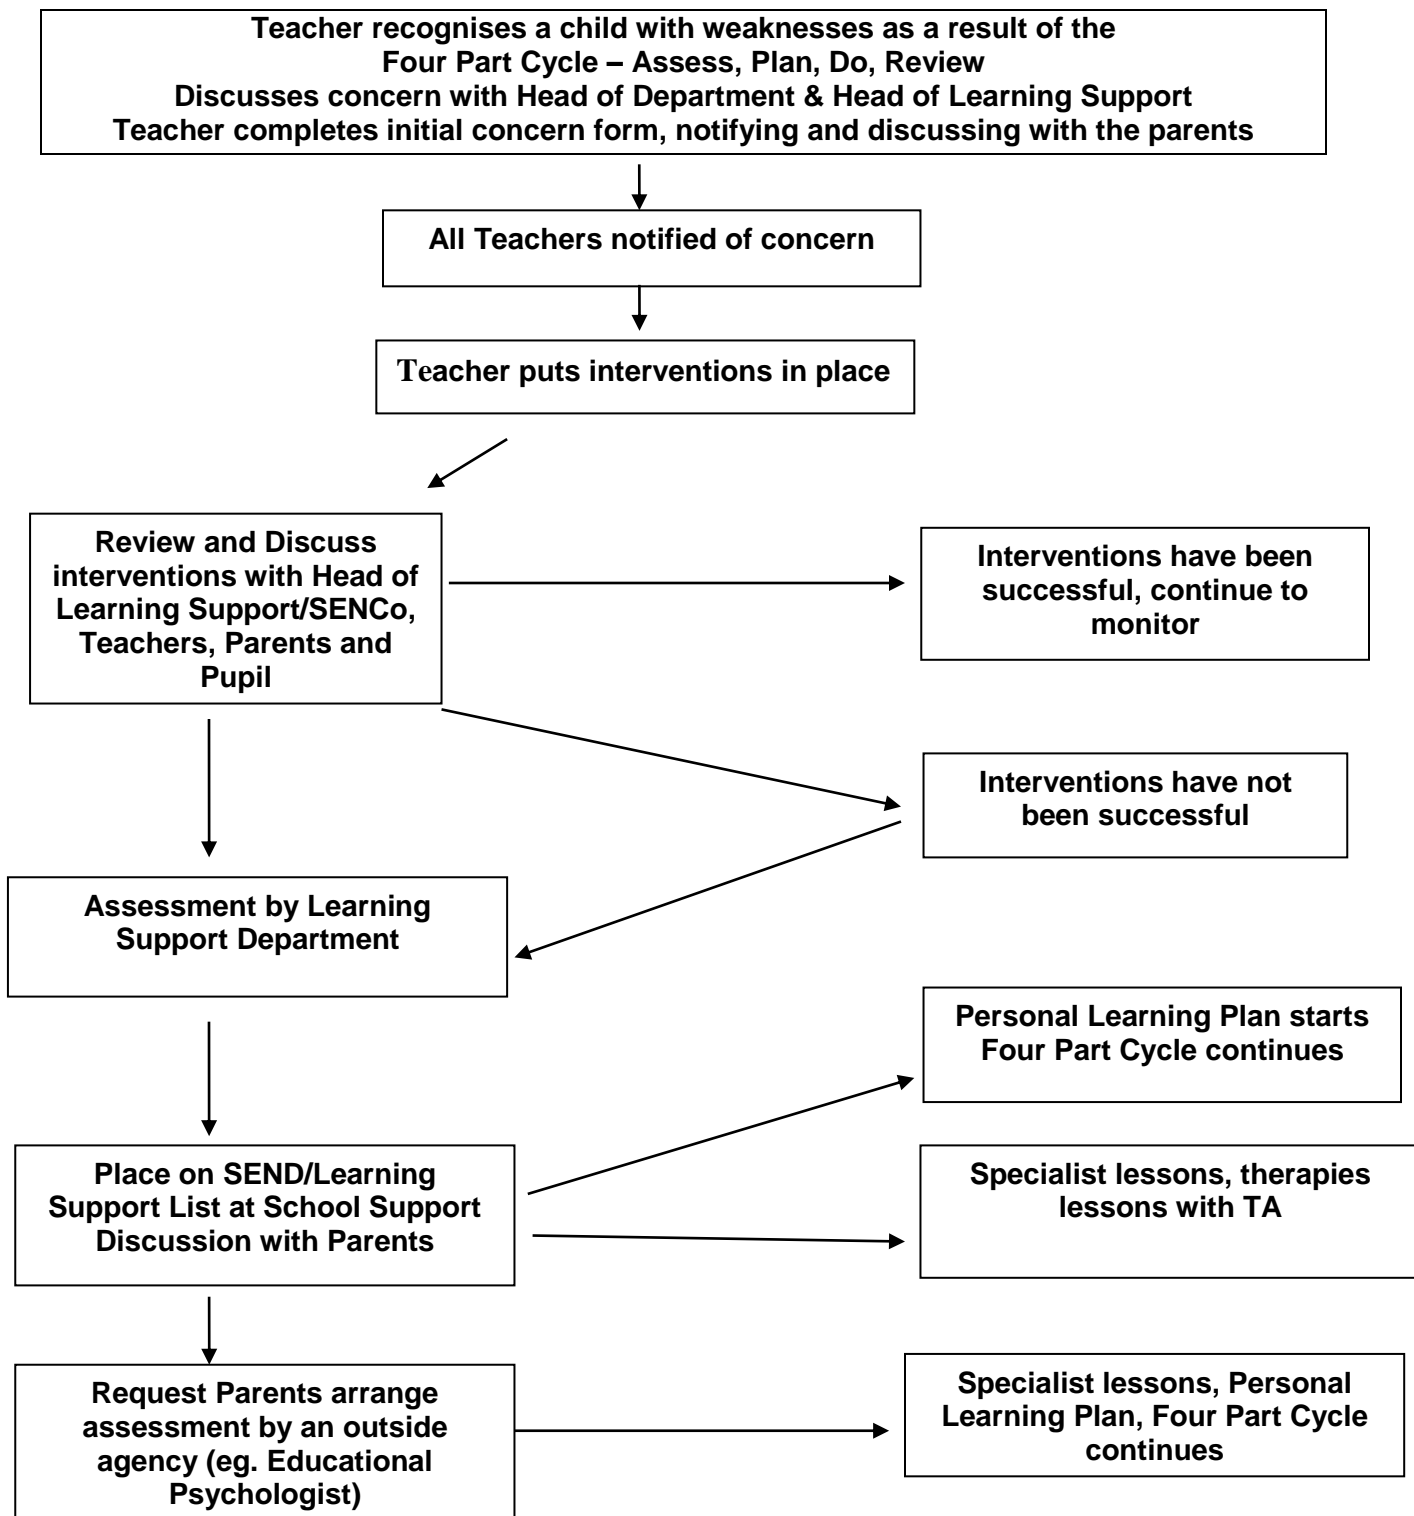 Teacher recognises a child with weaknesses as a result of the
Four Part Cycle – Assess, Plan, Do, Review
Discusses concern with Head of Department & Head of Learning Support
Teacher completes initial concern form, notifying and discussing with the parents
All Teachers notified of concern
Teacher puts interventions in place
Review and Discuss
interventions with Head of
Learning Support/SENCo,
Teachers, Parents and
Pupil
Interventions have been
successful, continue to
monitor
Interventions have not
been successful
Assessment by Learning
Support Department
Personal Learning Plan starts
Four Part Cycle continues
Place on SEND/Learning
Support List at School Support
Discussion with Parents
Specialist lessons, therapies
lessons with TA
Request Parents arrange
assessment by an outside
agency (eg. Educational
Psychologist)
Specialist lessons, Personal
Learning Plan, Four Part Cycle
continues